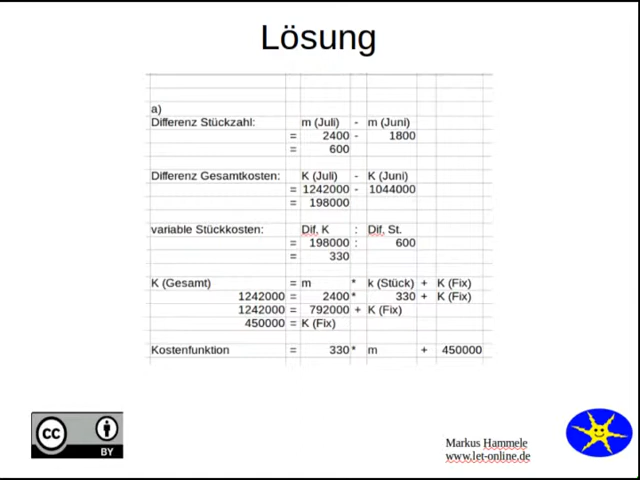 Lösung
a)
Differenz Stückzahl: m (Juli) - m (Juni)
= 2400 - 1800
= 600
Differenz Gesamtkosten: K (Juli) - K (Juni)
= 1242000 - 1044000
= 198000
variable Stückkosten: Dif. K : Dif. St.
= 198000 : 600
= 330
K (Gesamt) = m * k (Stück) + K (Fix)
1242000 = 2400 * 330 + K (Fix)
1242000 = 792000 + K (Fix)
450000 = K (Fix)
Kostenfunktion = 330 * m + 450000
cc
BY
Markus Hammele
www.let-online.de